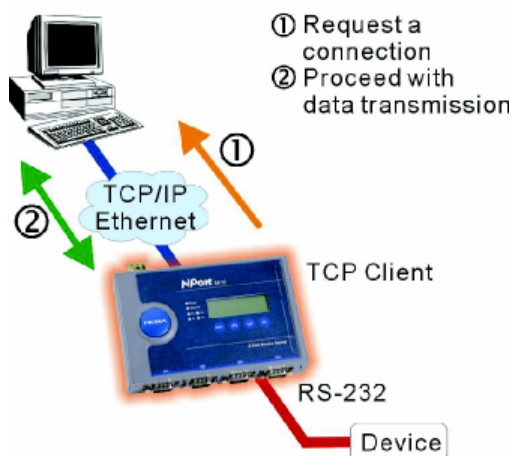 ① Request a
connection
② Proceed with
data transmission
①
②
TCP/IP
Ethernet
NPort
MOXA
TCP Client
RS-232
Device